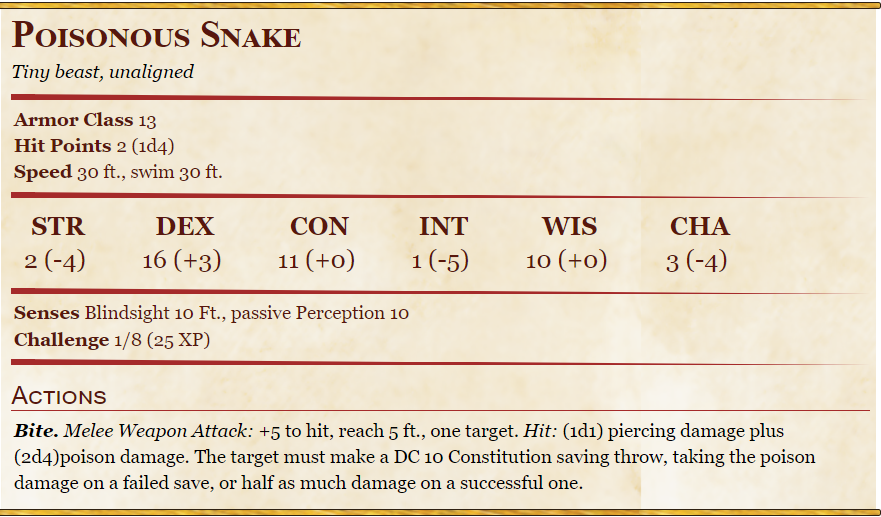 Poisonous Snake
Tiny beast, unaligned
Armor Class 13
Hit Points 2 (1d4)
Speed 30 ft., swim 30 ft.
STR DEX CON INT WIS CHA
2 (-4) 16 (+3) 11 (+0) 1 (-5) 10 (+0) 3 (-4)
Senses Blindsight 10 Ft., passive Perception 10
Challenge 1/8 (25 XP)
Actions
Bite. Melee Weapon Attack: +5 to hit, reach 5 ft., one target. Hit: (1d1) piercing damage plus
(2d4)poison damage. The target must make a DC 10 Constitution saving throw, taking the poison
damage on a failed save, or half as much damage on a successful one.